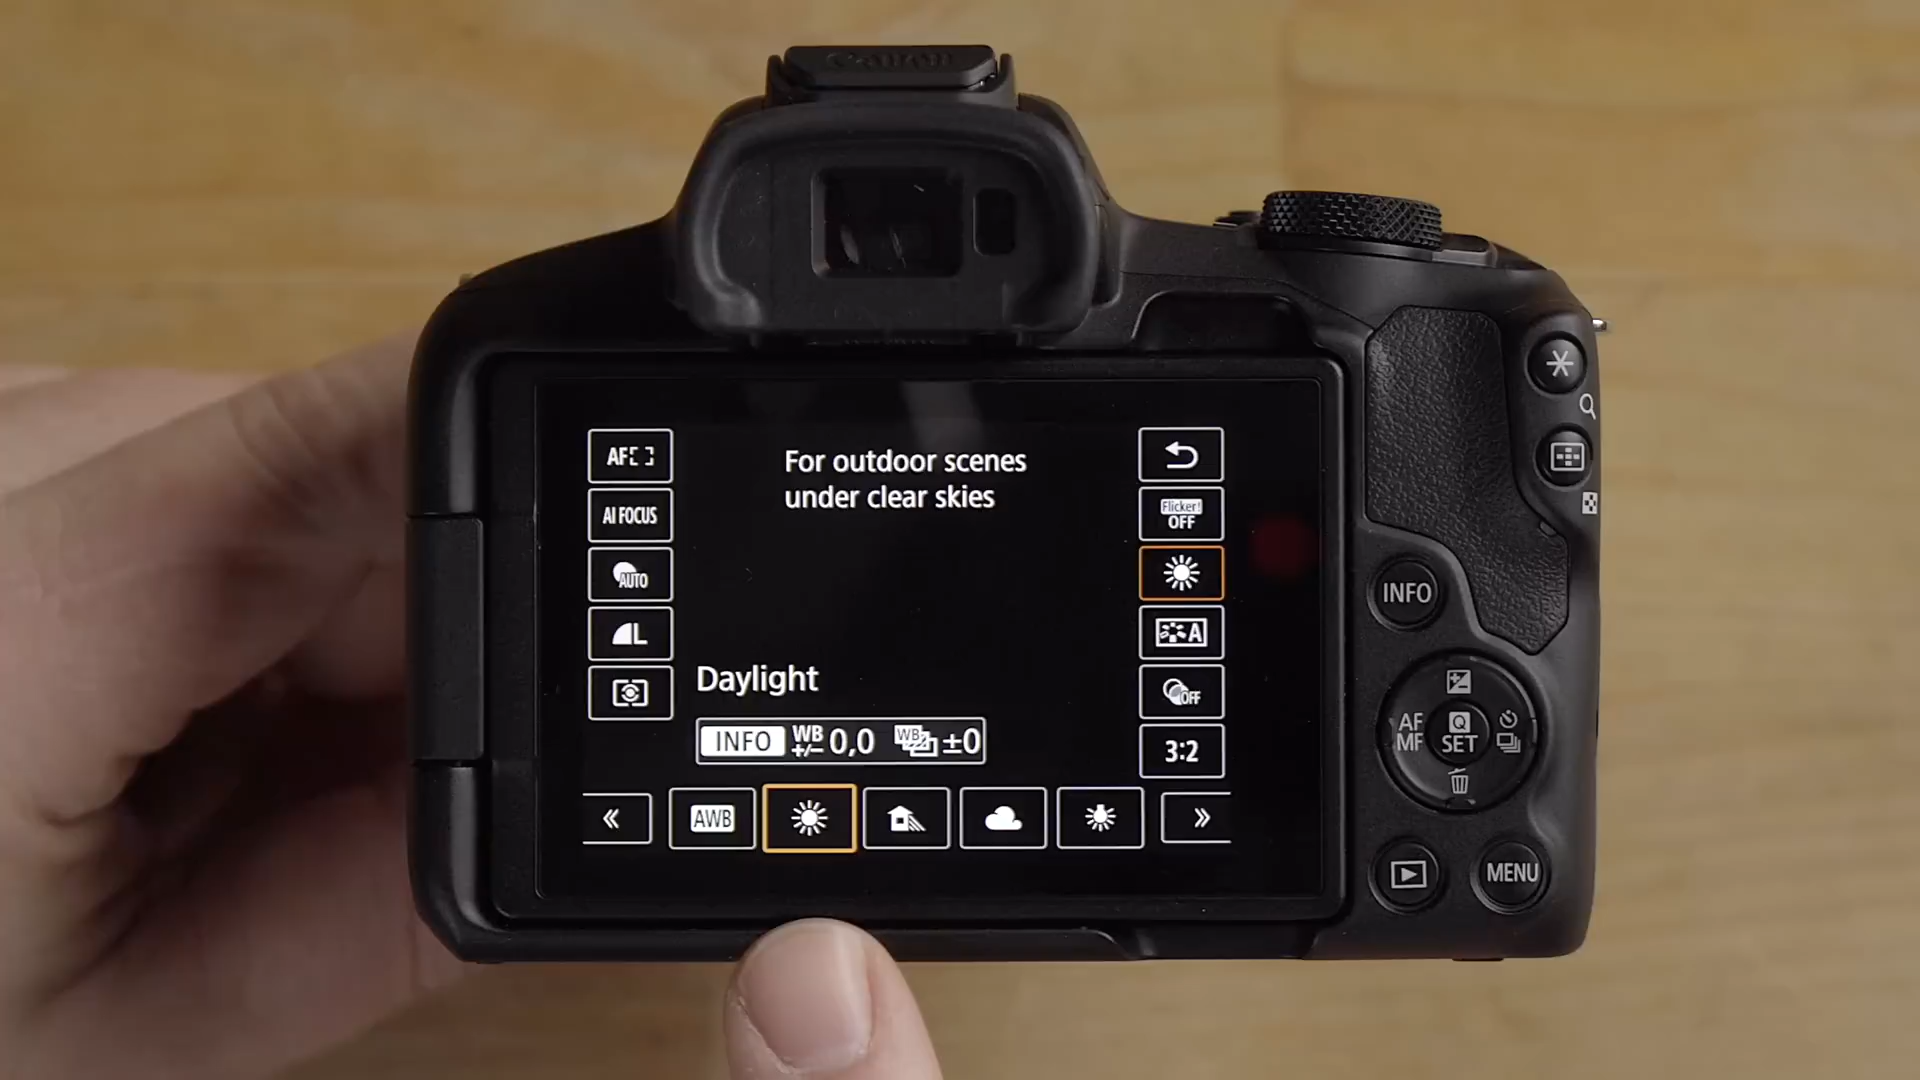 Canon
AF
For outdoor scenes
under clear skies
AI FOCUS
Flicker!
OFF
AUTO
L
A
Daylight
OFF
INFO WB +/- 0,0 WB ±0
3:2
AWB
INFO
AF
MF
Q
SET
MENU